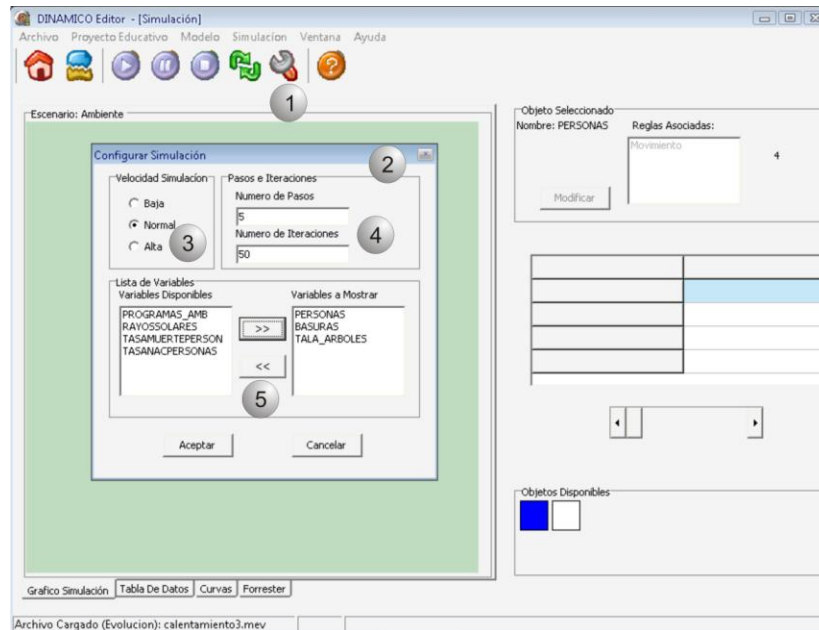 DINAMICO Editor - [Simulación]
Archivo Proyecto Educativo Modelo Simulacion Ventana Ayuda
1
Escenario: Ambiente
Configurar Simulación
2
Velocidad Simulacion
Baja
Normal
Alta
3
Pasos e Iteraciones
Numero de Pasos
5
Numero de Iteraciones
50
4
Lista de Variables
Variables Disponibles
PROGRAMAS_AMB
RAYOSSOLARES
TASAMUERTEPERSON
TASANACPERSONAS
>>
<<
5
Variables a Mostrar
PERSONAS
BASURAS
TALA_ARBOLES
Aceptar
Cancelar
Objeto Seleccionado
Nombre: PERSONAS
Reglas Asociadas:
Movimiento
4
Modificar
Objetos Disponibles
Grafico Simulación Tabla De Datos Curvas Forrester
Archivo Cargado (Evolucion): calentamiento3.mev